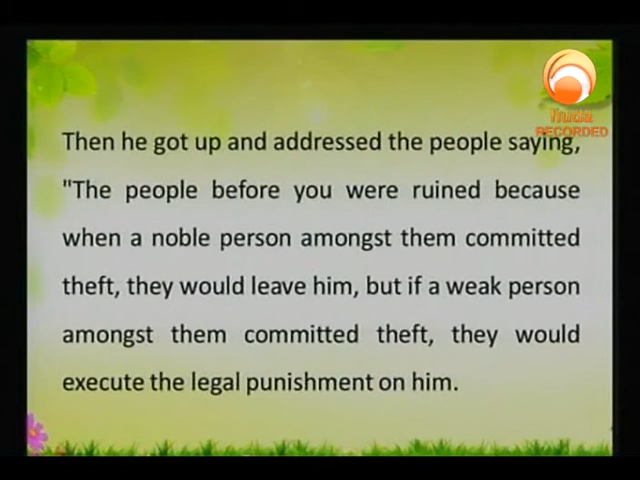 huda
RECORDED
Then he got up and addressed the people saying,
"The people before you were ruined because
when a noble person amongst them committed
theft, they would leave him, but if a weak person
amongst them committed theft, they would
execute the legal punishment on him.